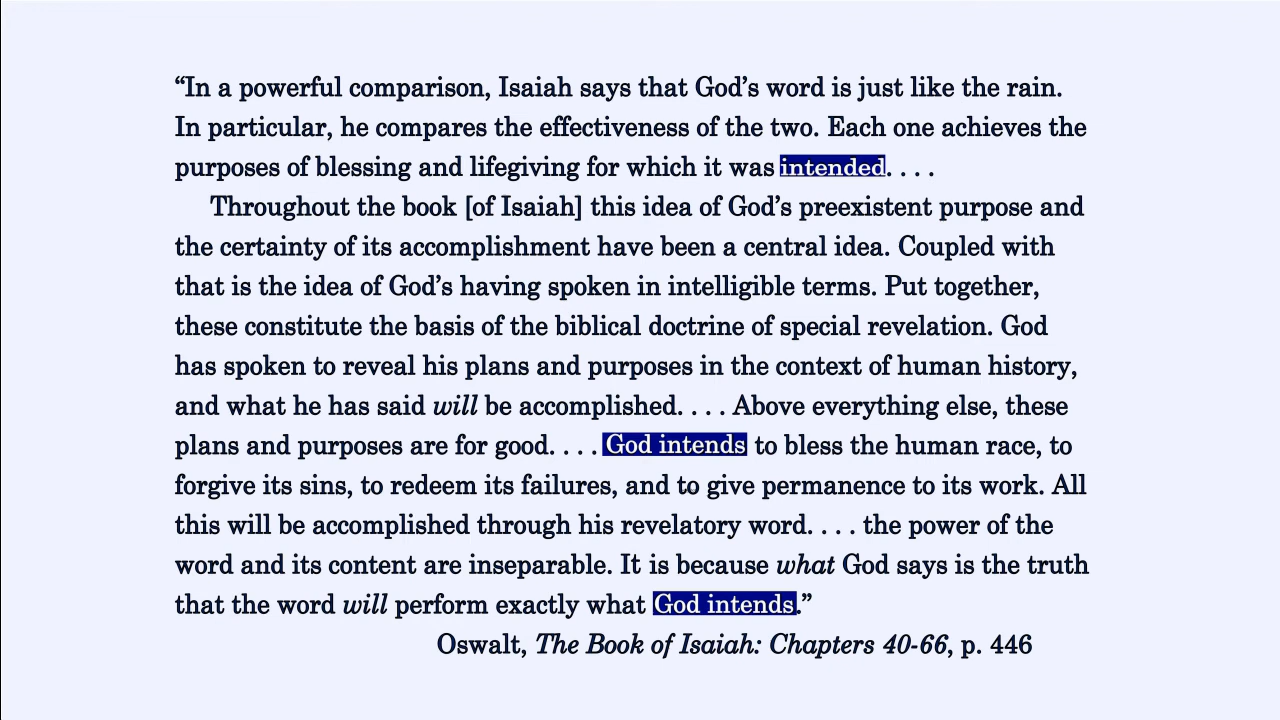 “In a powerful comparison, Isaiah says that God’s word is just like the rain.
In particular, he compares the effectiveness of the two. Each one achieves the
purposes of blessing and lifegiving for which it was intended. . . .
Throughout the book [of Isaiah] this idea of God’s preexistent purpose and
the certainty of its accomplishment have been a central idea. Coupled with
that is the idea of God’s having spoken in intelligible terms. Put together,
these constitute the basis of the biblical doctrine of special revelation. God
has spoken to reveal his plans and purposes in the context of human history,
and what he has said will be accomplished. . . . Above everything else, these
plans and purposes are for good. . . . God intends to bless the human race, to
forgive its sins, to redeem its failures, and to give permanence to its work. All
this will be accomplished through his revelatory word. . . . the power of the
word and its content are inseparable. It is because what God says is the truth
that the word will perform exactly what God intends.”
Oswalt, The Book of Isaiah: Chapters 40-66, p. 446